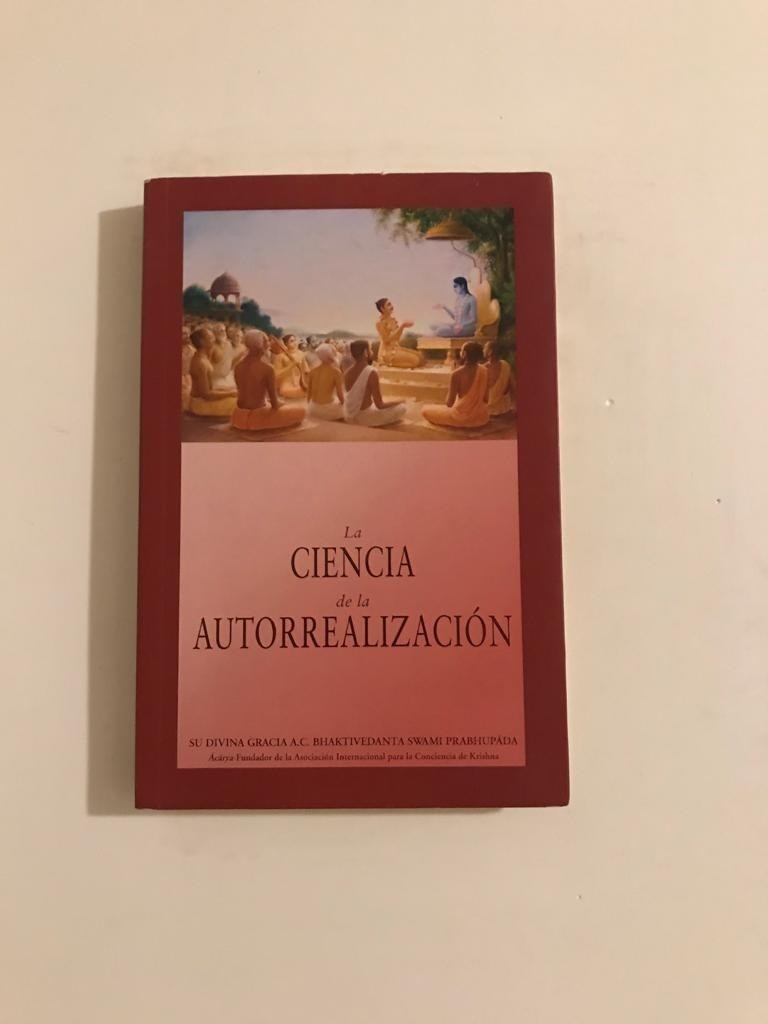 La
CIENCIA
de la
AUTORREALIZACIÓN
SU DIVINA GRACIA A.C. BHAKTIVEDANTA SWAMI PRABHUPĀDA
Ācārya-Fundador de la Asociación Internacional para la Conciencia de Krishna